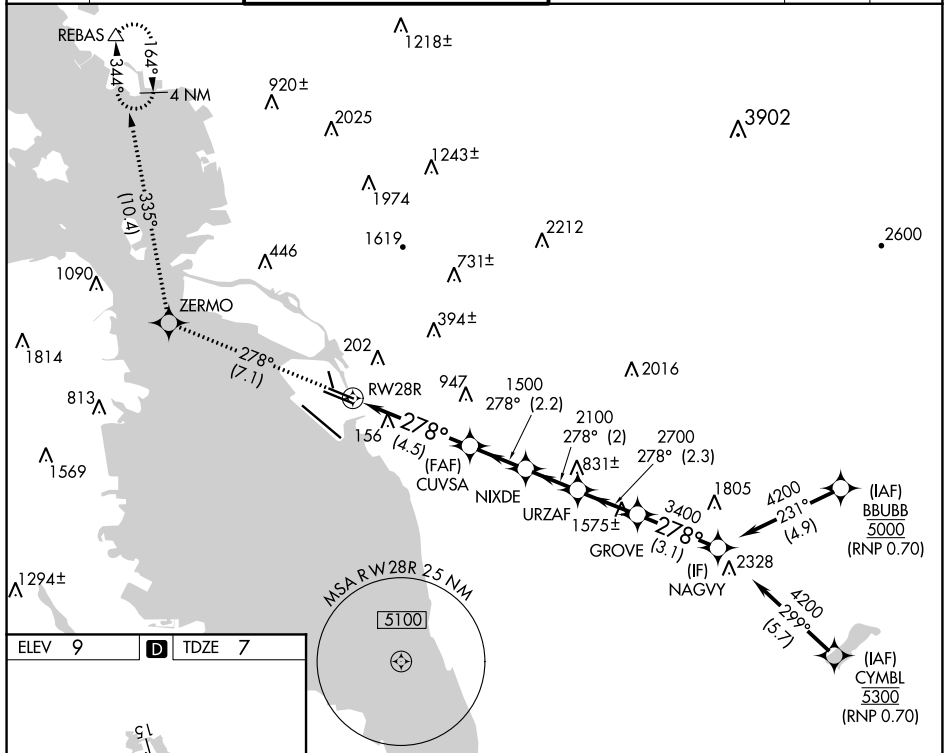 REBAS
164°
344°
4 NM
1218±
920±
2025
3902
1243±
1974
335°
(10.4)
1619
2212
2600
446
731±
1090
ZERMO
394±
1814
278°
(7.1)
202
RW28R
947
1500
278° (2.2)
2016
813
2100
278° (2)
2700
278° (2.3)
156
278°
(4.5)
(FAF)
CUVSA
831±
1569
NIXDE
URZAF
1575±
1805
3400
278°
(3.1)
4200
231°
(4.9)
(IAF)
BBUBB
5000
(RNP 0.70)
GROVE
(IF)
NAGVY
2328
1294±
MSA RW28R 25 NM
5100
4200
299°
(5.7)
(IAF)
CYMBL
5300
(RNP 0.70)
ELEV 9
D
TDZE 7
15